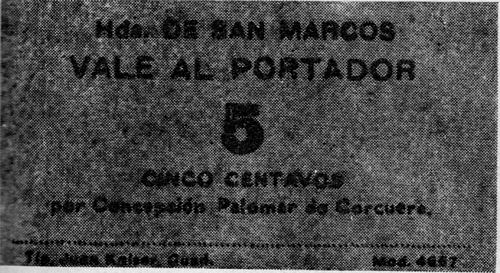 Hda. DE SAN MARCOS
VALE AL PORTADOR
5
CINCO CENTAVOS
por Concepción Palomar de Corcuera.
Tip. Juan Kaiser, Guad. Mod. 4667